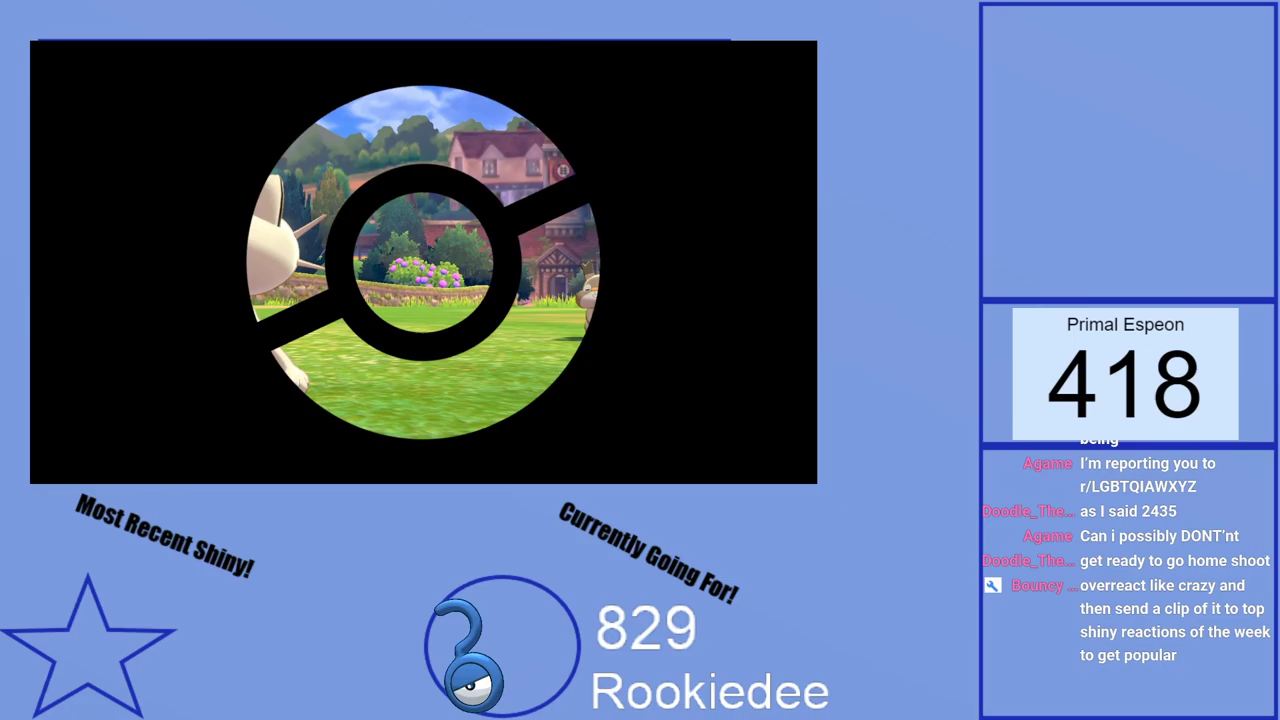 Primal Espeon
418
being
Agame I'm reporting you to
r/LGBTQIAWXYZ
Doodle_The... as I said 2435
Agame Can i possibly DONT'nt
Doodle_The... get ready to go home shoot
Bouncy ... overreact like crazy and
then send a clip of it to top
shiny reactions of the week
to get popular
Most Recent Shiny!
Currently Going For!
829
Rookiedee